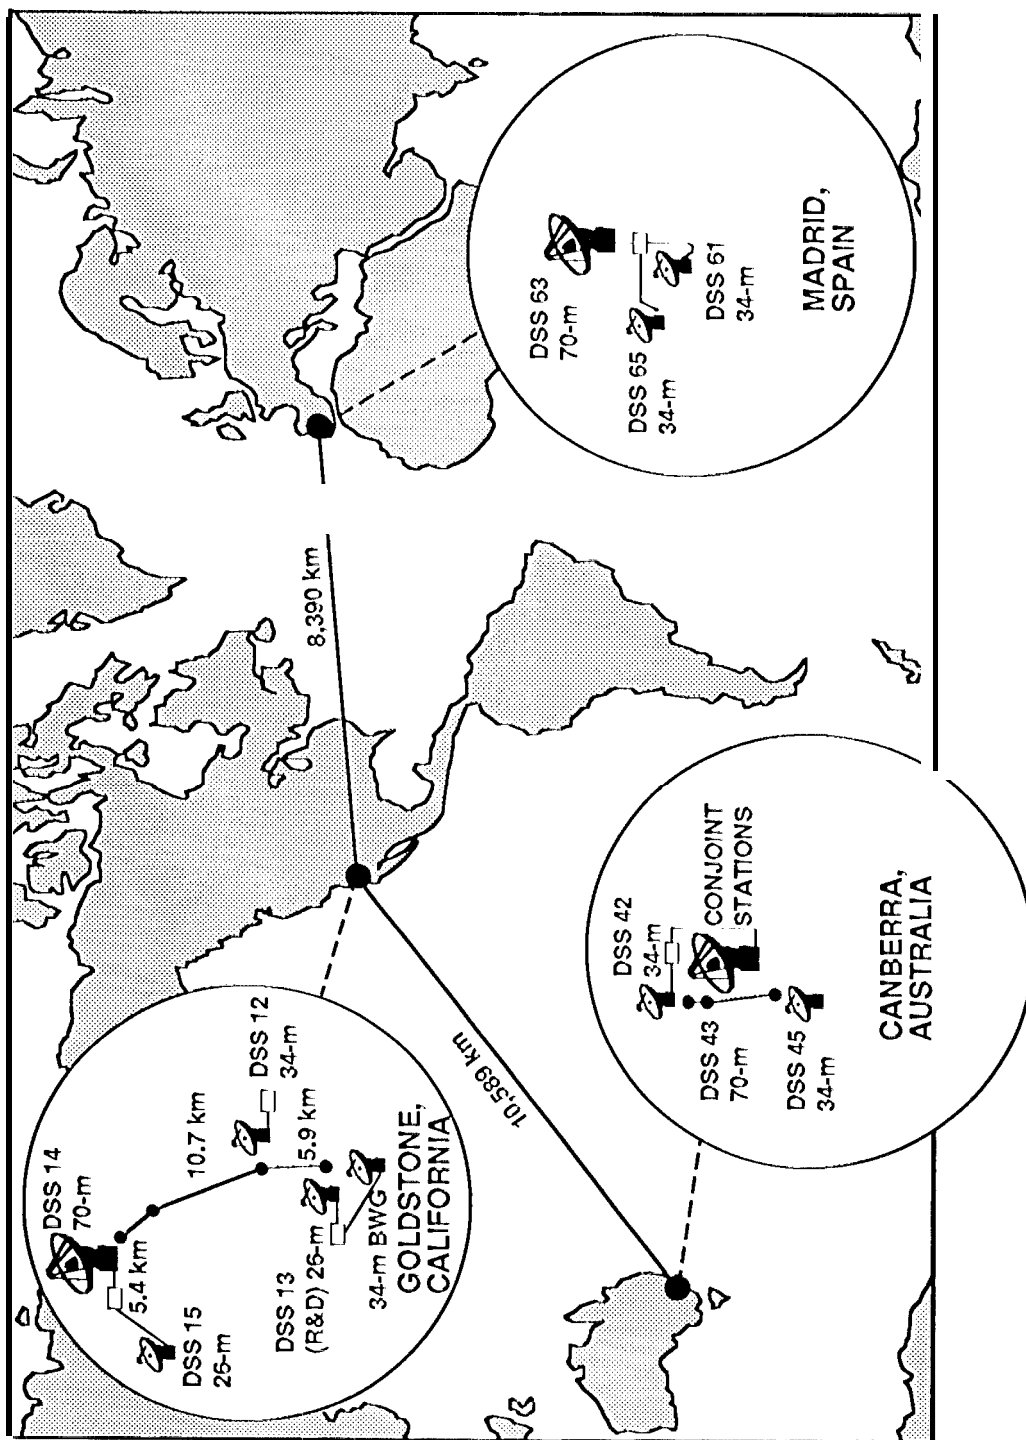 DSS 14
70-m
5.4 km
DSS 15
26-m
10.7 km
DSS 12
34-m
5.9 km
DSS 13
(R&D) 26-m
34-m BWG
GOLDSTONE,
CALIFORNIA
8,390 km
10,589 km
DSS 42
34-m
CONJOINT
STATIONS
DSS 43
70-m
DSS 45
34-m
CANBERRA,
AUSTRALIA
DSS 63
70-m
DSS 65
34-m
DSS 61
34-m
MADRID,
SPAIN